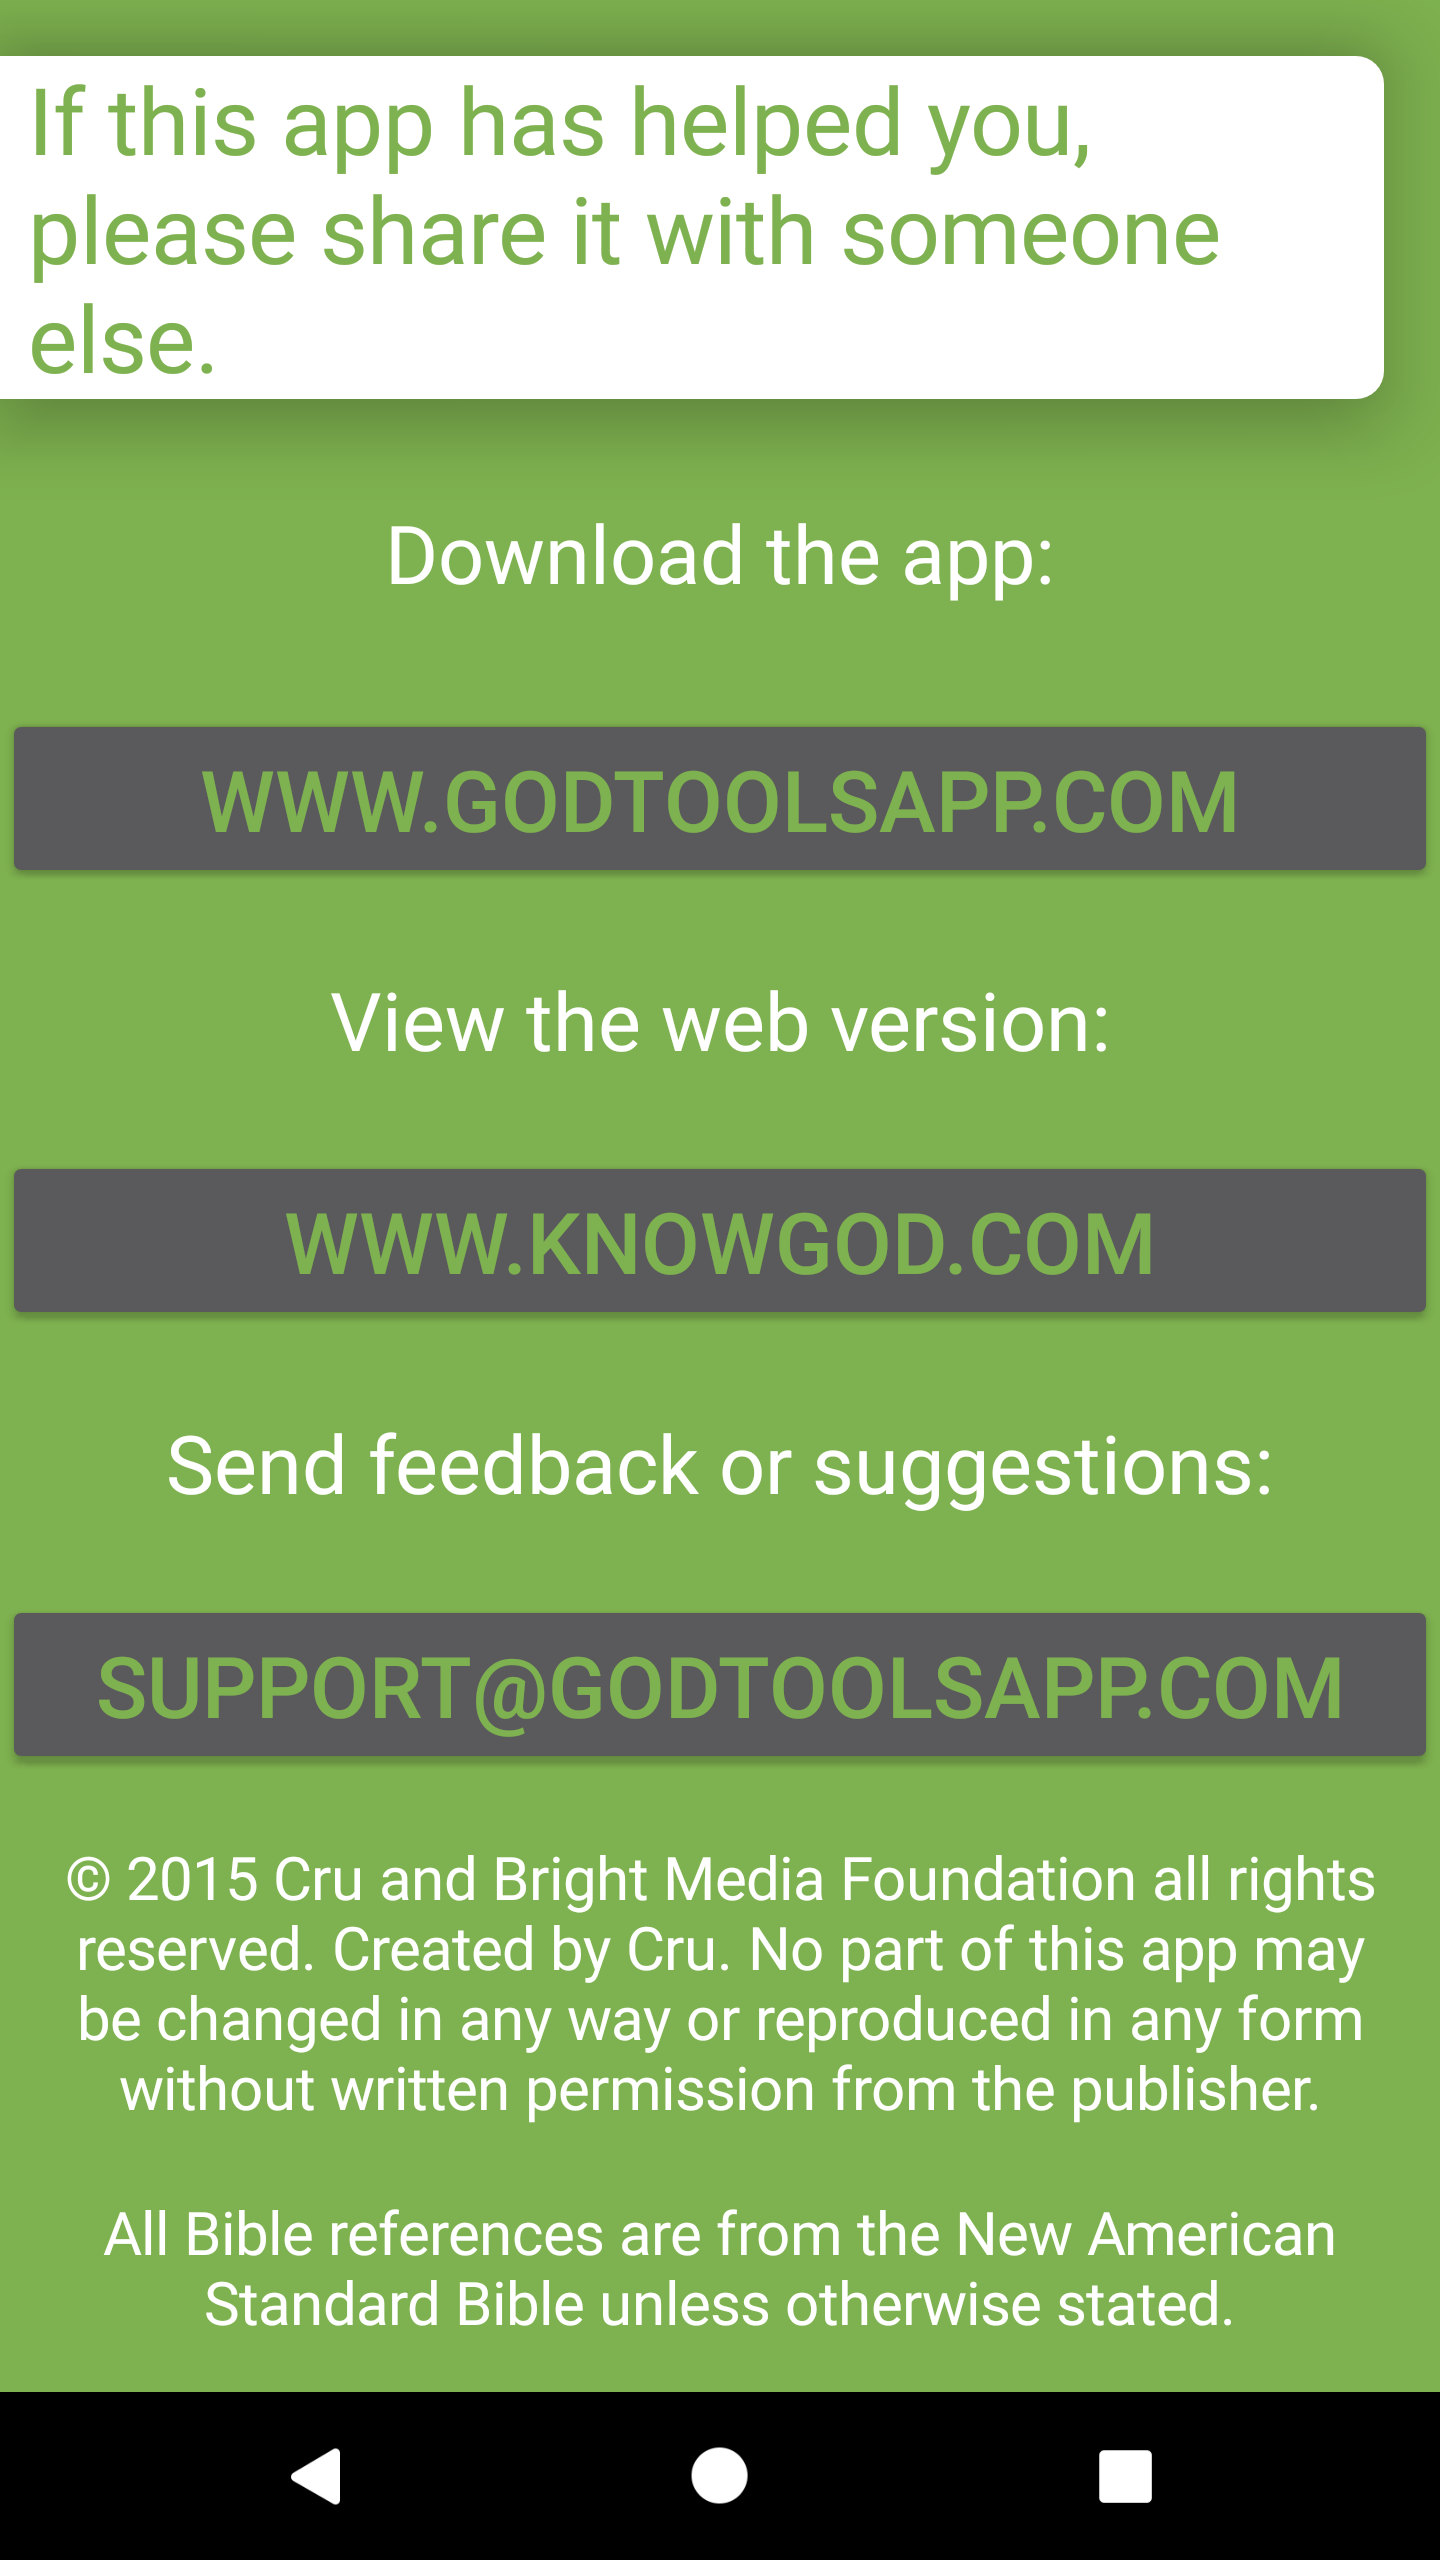 If this app has helped you,
please share it with someone
else.
Download the app:
WWW.GODTOOLSAPP.COM
View the web version:
WWW.KNOWGOD.COM
Send feedback or suggestions:
SUPPORT@GODTOOLSAPP.COM
© 2015 Cru and Bright Media Foundation all rights
reserved. Created by Cru. No part of this app may
be changed in any way or reproduced in any form
without written permission from the publisher.
All Bible references are from the New American
Standard Bible unless otherwise stated.